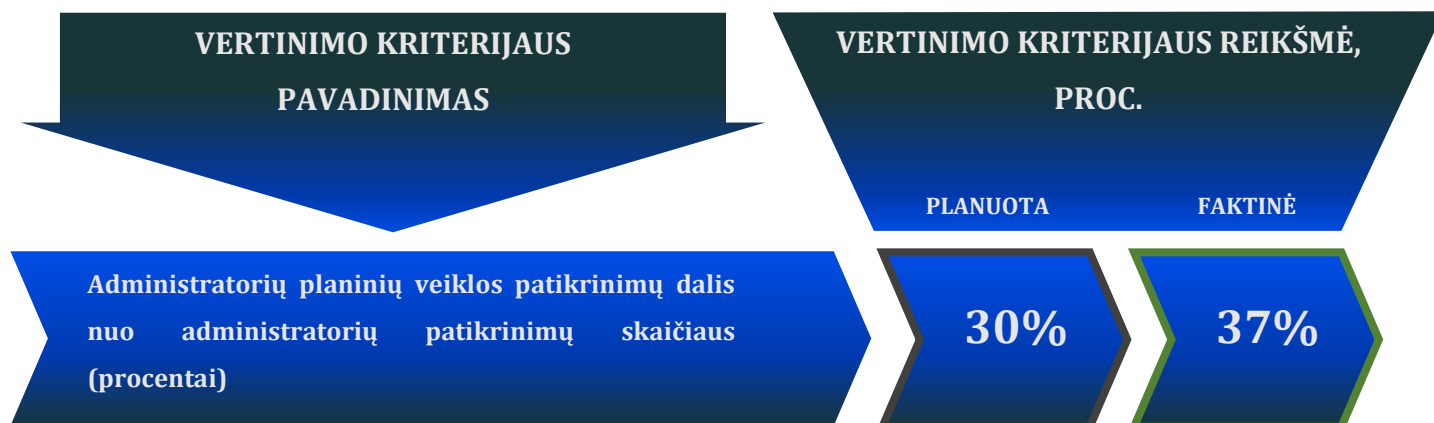 VERTINIMO KRITERIJAUS
PAVADINIMAS
VERTINIMO KRITERIJAUS REIKŠMĖ,
PROC.
PLANUOTA
FAKTINĖ
Administratorių planinių veiklos patikrinimų dalis
nuo administratorių patikrinimų skaičiaus
(procentai)
30%
37%